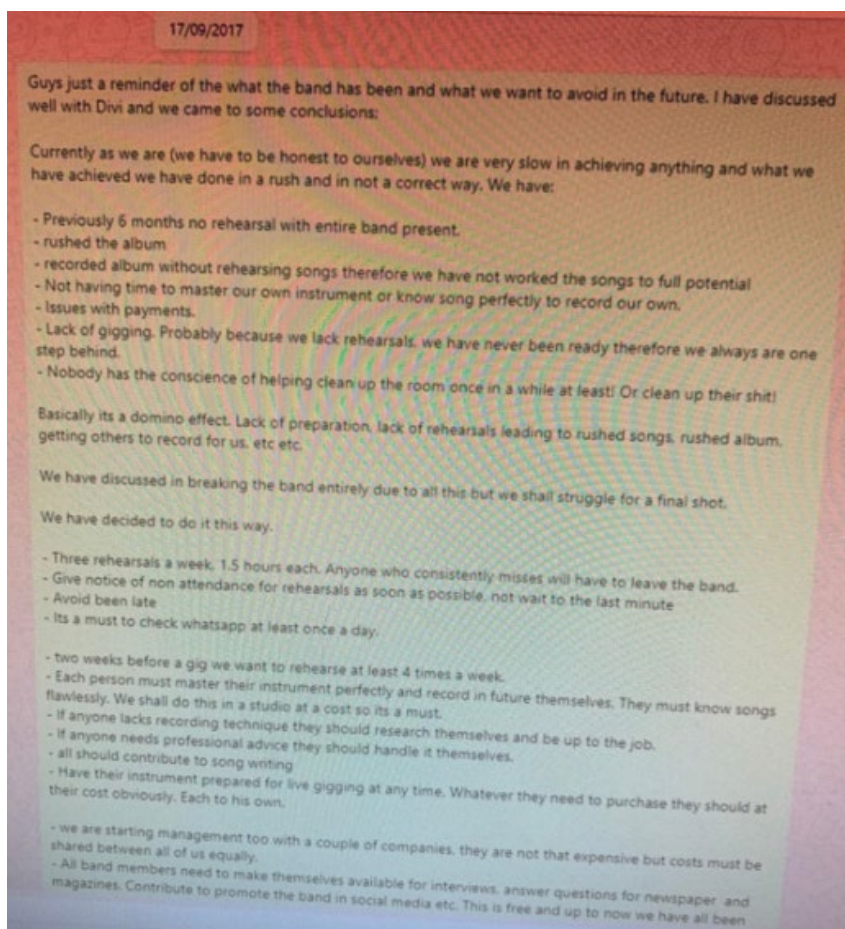 17/09/2017
Guys just a reminder of the what the band has been and what we want to avoid in the future. I have discussed
well with Divi and we came to some conclusions:
Currently as we are (we have to be honest to ourselves) we are very slow in achieving anything and what we
have achieved we have done in a rush and in not a correct way. We have:
- Previously 6 months no rehearsal with entire band present.
- rushed the album
- recorded album without rehearsing songs therefore we have not worked the songs to full potential
- Not having time to master our own instrument or know song perfectly to record our own.
- Issues with payments.
- Lack of gigging. Probably because we lack rehearsals, we have never been ready therefore we always are one
step behind.
- Nobody has the conscience of helping clean up the room once in a while at least! Or clean up their shit!
Basically its a domino effect. Lack of preparation, lack of rehearsals leading to rushed songs, rushed album,
getting others to record for us, etc etc.
We have discussed in breaking the band entirely due to all this but we shall struggle for a final shot.
We have decided to do it this way.
- Three rehearsals a week, 1.5 hours each. Anyone who consistently misses will have to leave the band.
- Give notice of non attendance for rehearsals as soon as possible, not wait to the last minute
- Avoid been late
- Its a must to check whatsapp at least once a day.
- two weeks before a gig we want to rehearse at least 4 times a week.
- Each person must master their instrument perfectly and record in future themselves. They must know songs
flawlessly. We shall do this in a studio at a cost so its a must.
- If anyone lacks recording technique they should research themselves and be up to the job.
- If anyone needs professional advice they should handle it themselves.
- all should contribute to song writing
- Have their instrument prepared for live gigging at any time. Whatever they need to purchase they should at
their cost obviously. Each to his own.
- we are starting management too with a couple of companies, they are not that expensive but costs must be
shared between all of us equally.
- All band members need to make themselves available for interviews, answer questions for newspaper and
magazines. Contribute to promote the band in social media etc. This is free and up to now we have all been